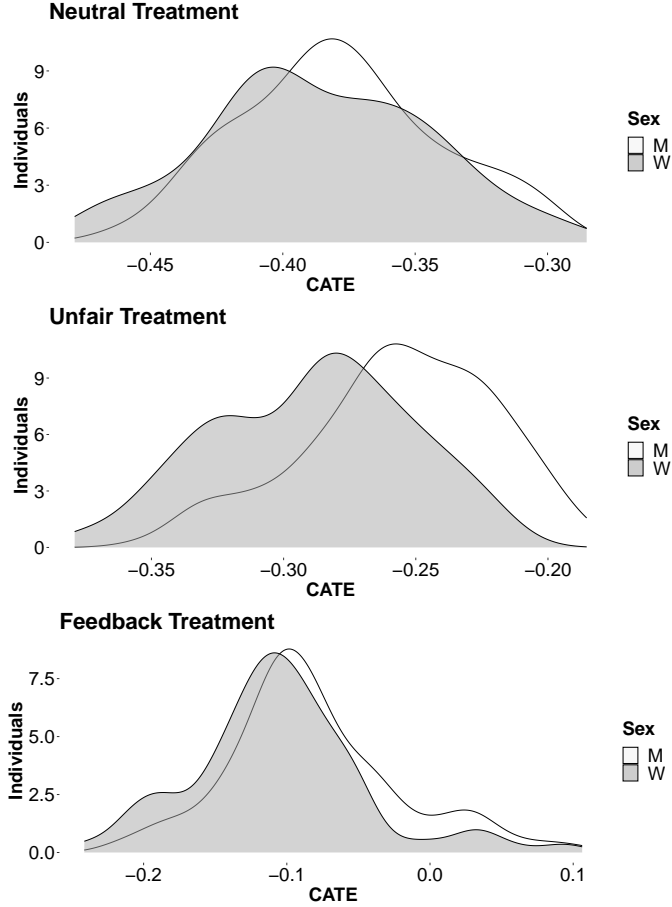 Neutral Treatment
Individuals
9
6
3
0
−0.45 −0.40 −0.35 −0.30
CATE
Sex
M
W
Unfair Treatment
Individuals
9
6
3
0
−0.35 −0.30 −0.25 −0.20
CATE
Sex
M
W
Feedback Treatment
Individuals
7.5
5.0
2.5
0.0
−0.2 −0.1 0.0 0.1
CATE
Sex
M
W